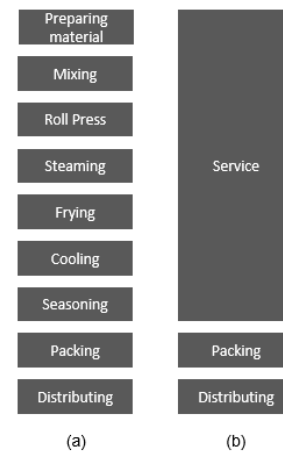 Preparing
material
Mixing
Roll Press
Steaming
Frying
Cooling
Seasoning
Packing
Distributing
(a)
Service
Packing
Distributing
(b)